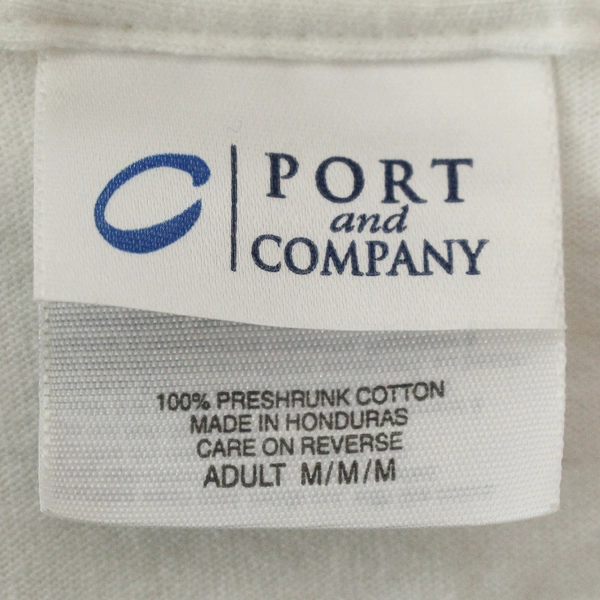 PORT
and
COMPANY
100% PRESHRUNK COTTON
MADE IN HONDURAS
CARE ON REVERSE
ADULT M/M/M